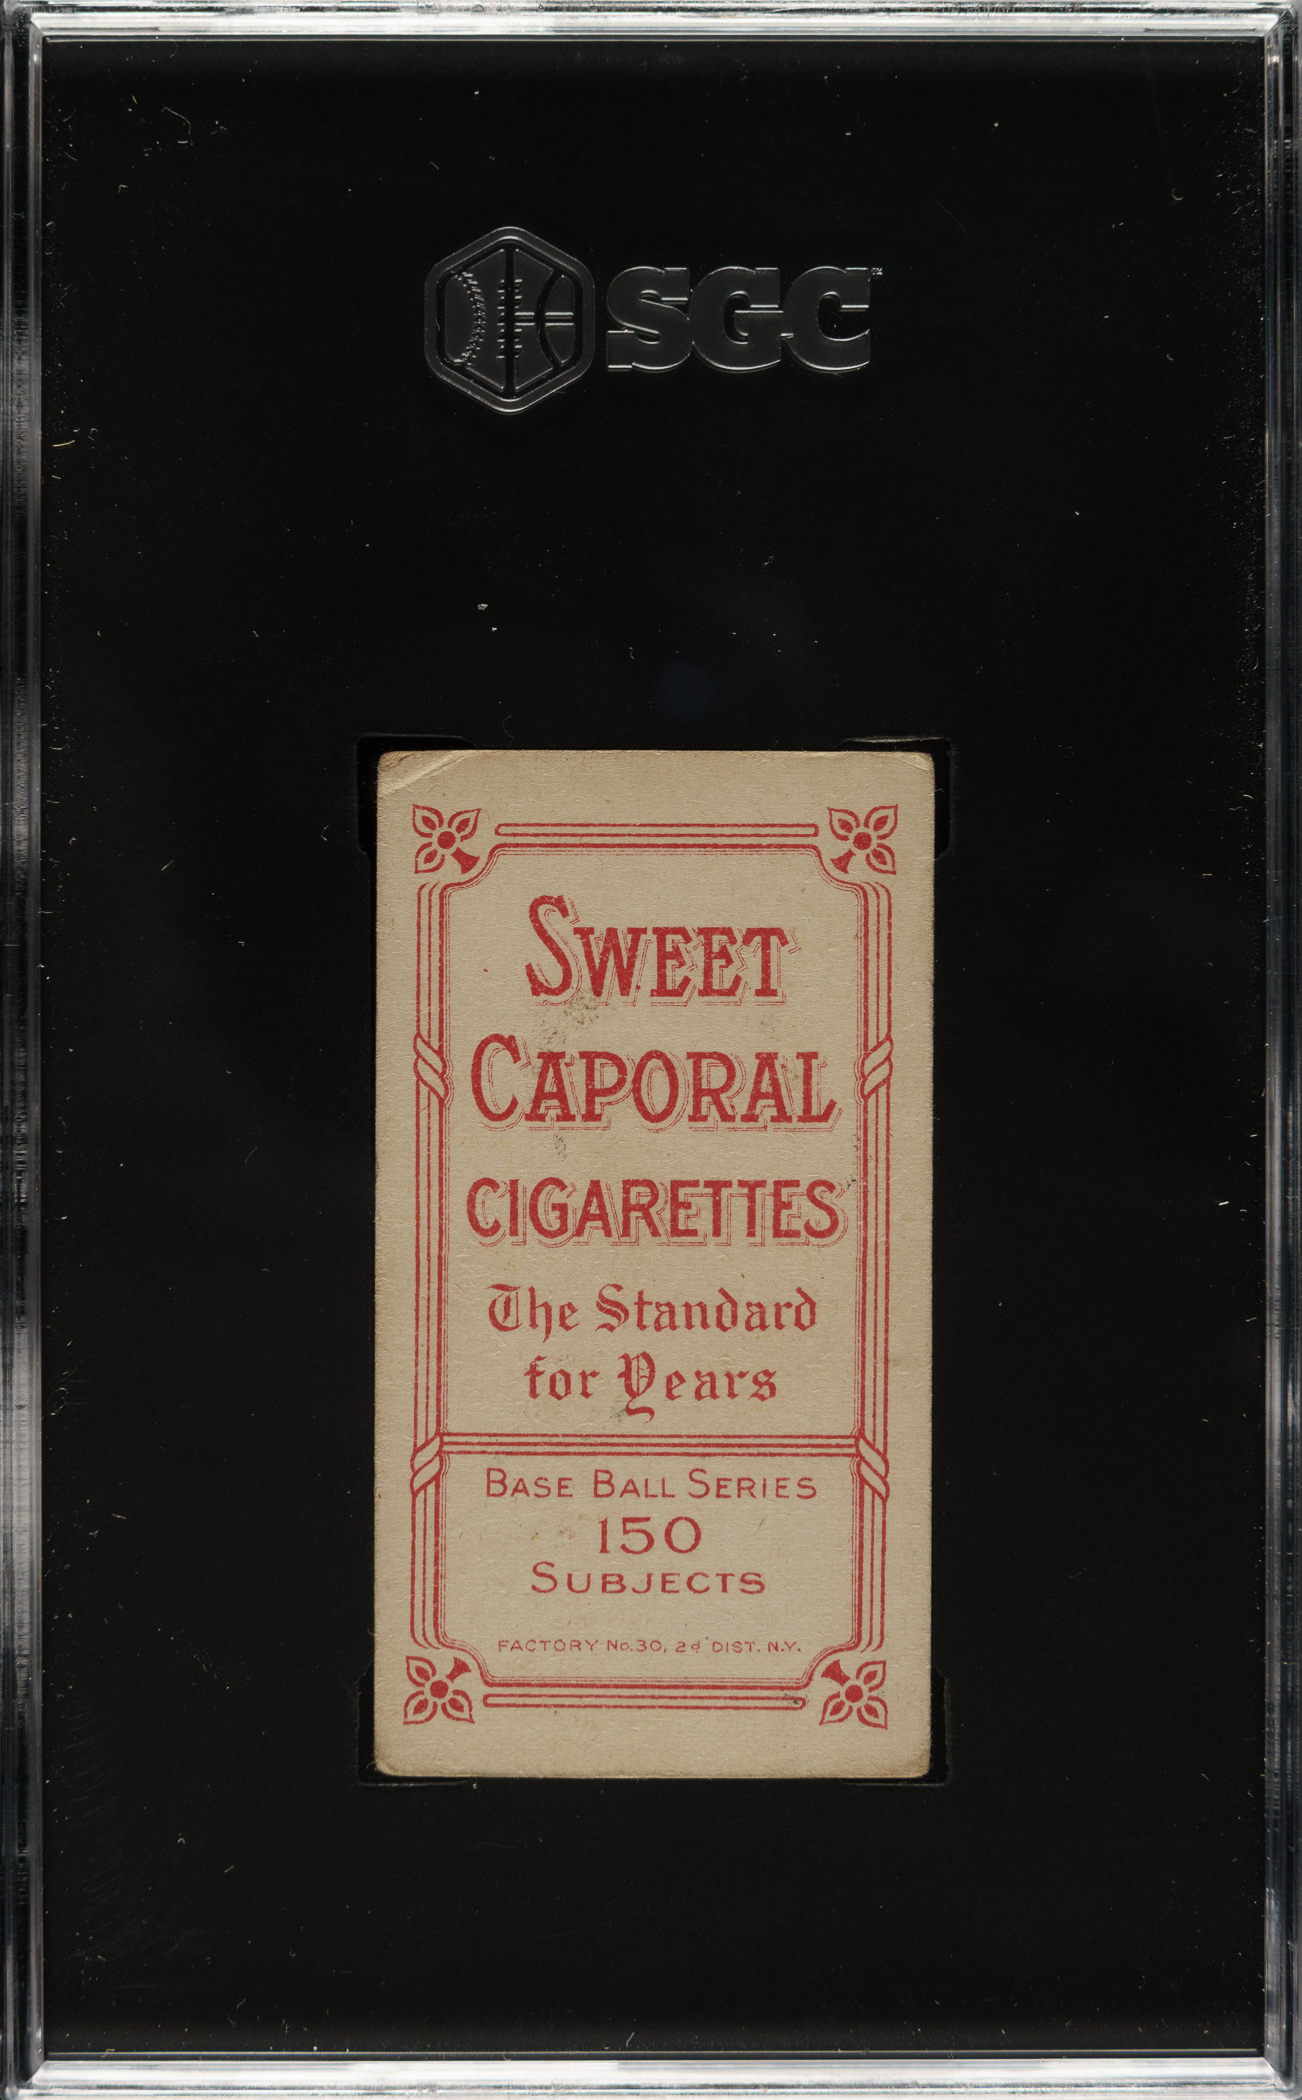 SGC
SWEET
CAPORAL
CIGARETTES
The Standard
for Years
BASE BALL SERIES
150
SUBJECTS
FACTORY No.30, 2d DIST. N.Y.